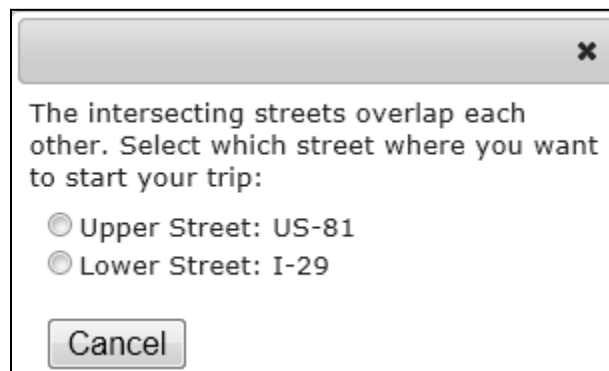 The intersecting streets overlap each
other. Select which street where you want
to start your trip:
Upper Street: US-81
Lower Street: I-29
Cancel